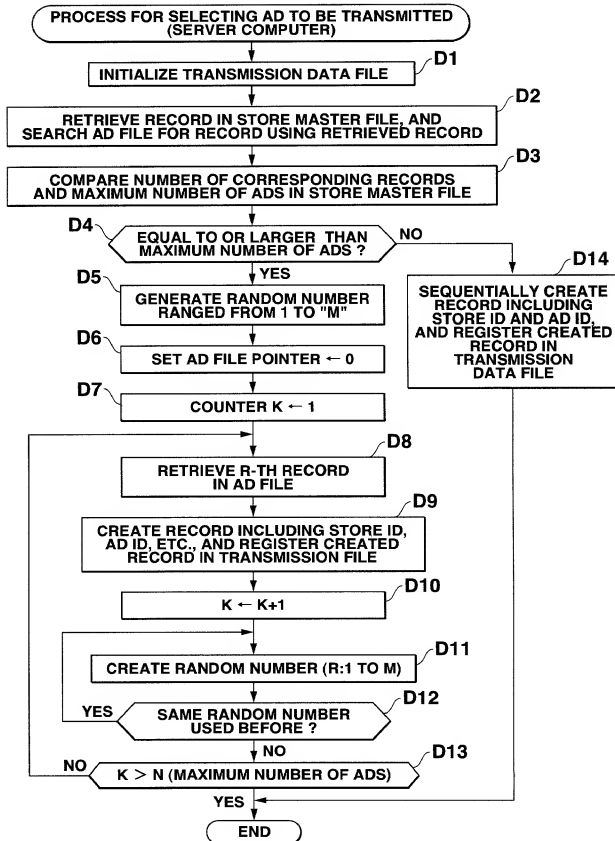 PROCESS FOR SELECTING AD TO BE TRANSMITTED
(SERVER COMPUTER)
D1
INITIALIZE TRANSMISSION DATA FILE
D2
RETRIEVE RECORD IN STORE MASTER FILE, AND
SEARCH AD FILE FOR RECORD USING RETRIEVED RECORD
D3
COMPARE NUMBER OF CORRESPONDING RECORDS
AND MAXIMUM NUMBER OF ADS IN STORE MASTER FILE
D4
EQUAL TO OR LARGER THAN
MAXIMUM NUMBER OF ADS ?
NO
YES
D14
SEQUENTIALLY CREATE
RECORD INCLUDING
STORE ID AND AD ID,
AND REGISTER CREATED
RECORD IN
TRANSMISSION
DATA FILE
D5
GENERATE RANDOM NUMBER
RANGED FROM 1 TO "M"
D6
SET AD FILE POINTER ← 0
D7
COUNTER K ← 1
D8
RETRIEVE R-TH RECORD
IN AD FILE
D9
CREATE RECORD INCLUDING STORE ID,
AD ID, ETC., AND REGISTER CREATED
RECORD IN TRANSMISSION FILE
D10
K ← K+1
D11
CREATE RANDOM NUMBER (R:1 TO M)
D12
YES
SAME RANDOM NUMBER
USED BEFORE ?
NO
D13
NO
K > N (MAXIMUM NUMBER OF ADS)
YES
END